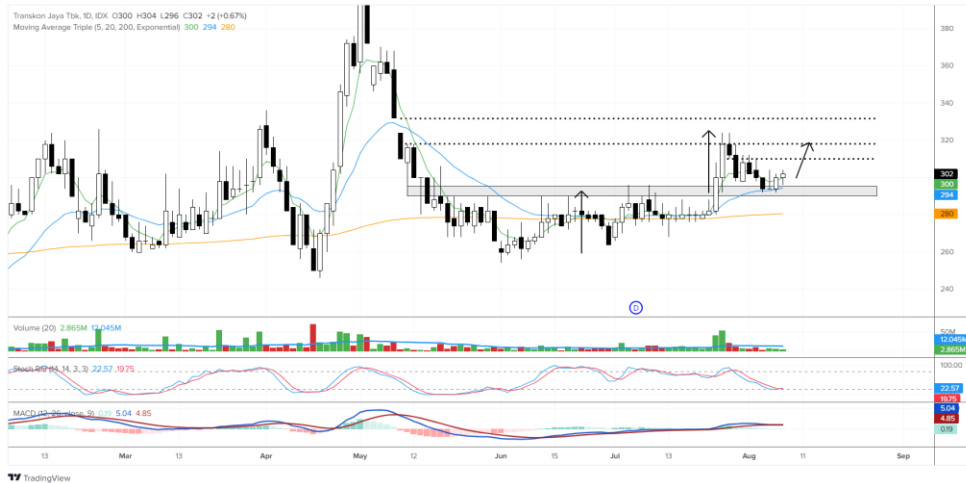 Transkon Jaya Tbk, 1D, IDX O300 H304 L296 C302 +2 (+0.67%)
Moving Average Triple (5, 20, 200, Exponential) 300 294 280
380
360
340
320
302
300
294
280
260
240
D
Volume (20) 2.865M 12.045M
50M
12.045M
2.865M
Stoch RSI (14, 14, 3, 3) 22.57 19.75
100.00
22.57
19.75
MACD (12, 26, close, 9) 0.19 5.04 4.85
5.04
4.85
0.19
13 Mar 13 Apr May 12 Jun 15 Jul 13 Aug 11 Sep
TradingView